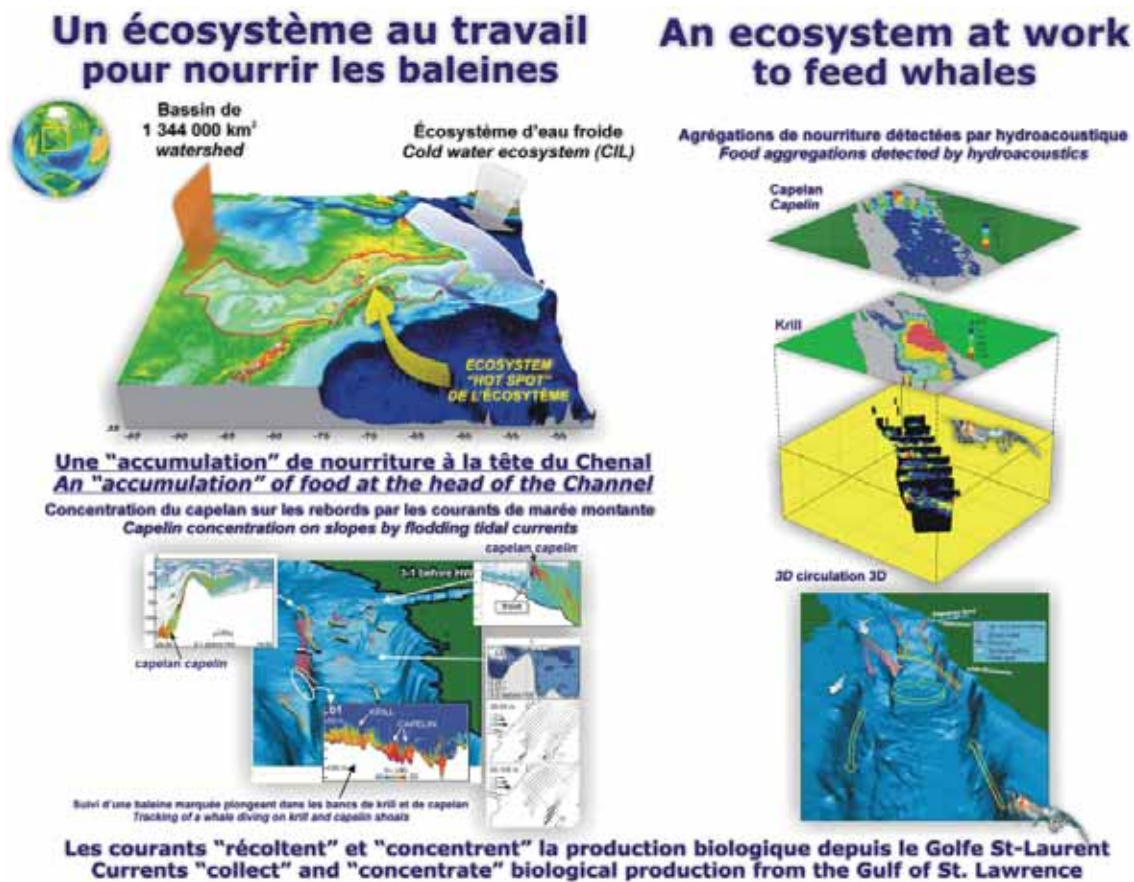 Un écosystème au travail
pour nourrir les baleines
An ecosystem at work
to feed whales
Bassin de
1 344 000 km²
watershed
Écosystème d'eau froide
Cold water ecosystem (CIL)
ECOSYSTEM
"HOT SPOT"
DE L'ÉCOSYTÈME
Une "accumulation" de nourriture à la tête du Chenal
An "accumulation" of food at the head of the Channel
Concentration du capelan sur les rebords par les courants de marée montante
Capelin concentration on slopes by flodding tidal currents
capelan capelin
3-1 before HW
capelan capelin
KRILL
CAPELIN
Suivi d'une baleine marquée plongeant dans les bancs de krill et de capelan
Tracking of a whale diving on krill and capelin shoals
Agrégations de nourriture détectées par hydroacoustique
Food aggregations detected by hydroacoustics
Capelan
Capelin
Krill
3D circulation 3D
Les courants "récoltent" et "concentrent" la production biologique depuis le Golfe St-Laurent
Currents "collect" and "concentrate" biological production from the Gulf of St. Lawrence